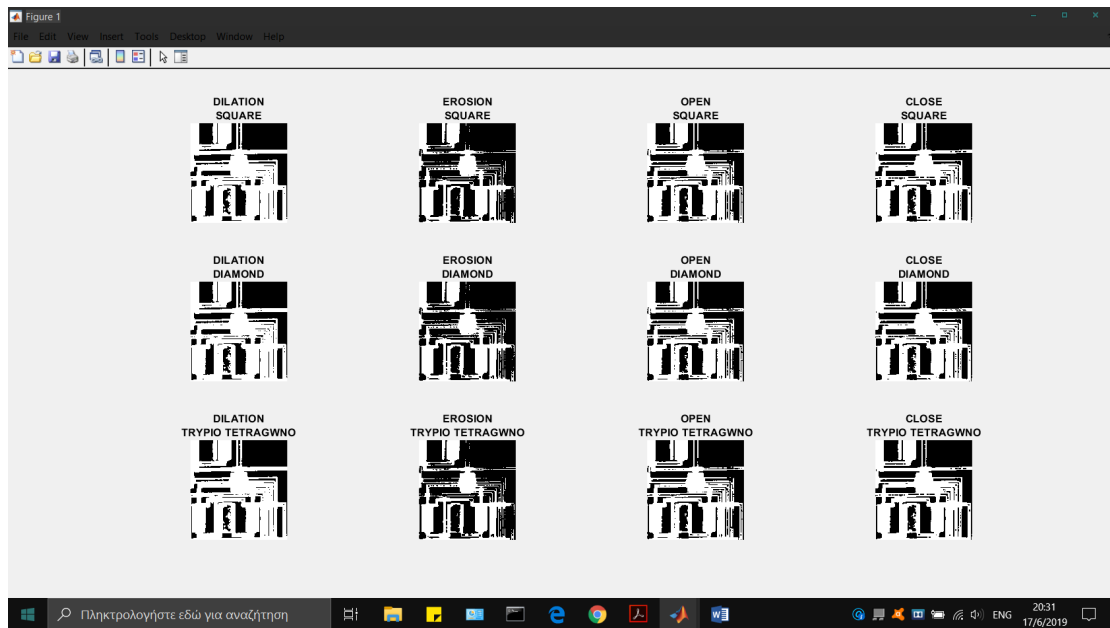 Figure 1
File Edit View Insert Tools Desktop Window Help
DILATION
SQUARE
EROSION
SQUARE
OPEN
SQUARE
CLOSE
SQUARE
DILATION
DIAMOND
EROSION
DIAMOND
OPEN
DIAMOND
CLOSE
DIAMOND
DILATION
TRYPIO TETRAGWNO
EROSION
TRYPIO TETRAGWNO
OPEN
TRYPIO TETRAGWNO
CLOSE
TRYPIO TETRAGWNO
Πληκτρολογήστε εδώ για αναζήτηση
ENG
20:31
17/6/2019